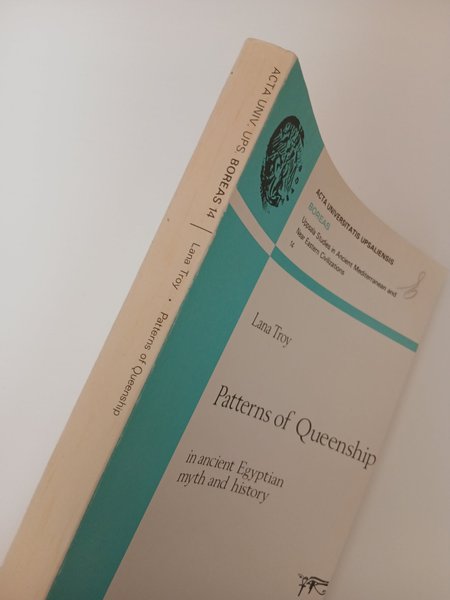 ACTA UNIV. UPS. BOREAS 14 | Lana Troy • Patterns of Queenship
ACTA UNIVERSITATIS UPSALIENSIS
BOREAS
Uppsala Studies in Ancient Mediterranean and
Near Eastern Civilizations
14
Lana Troy
Patterns of Queenship
in ancient Egyptian
myth and history